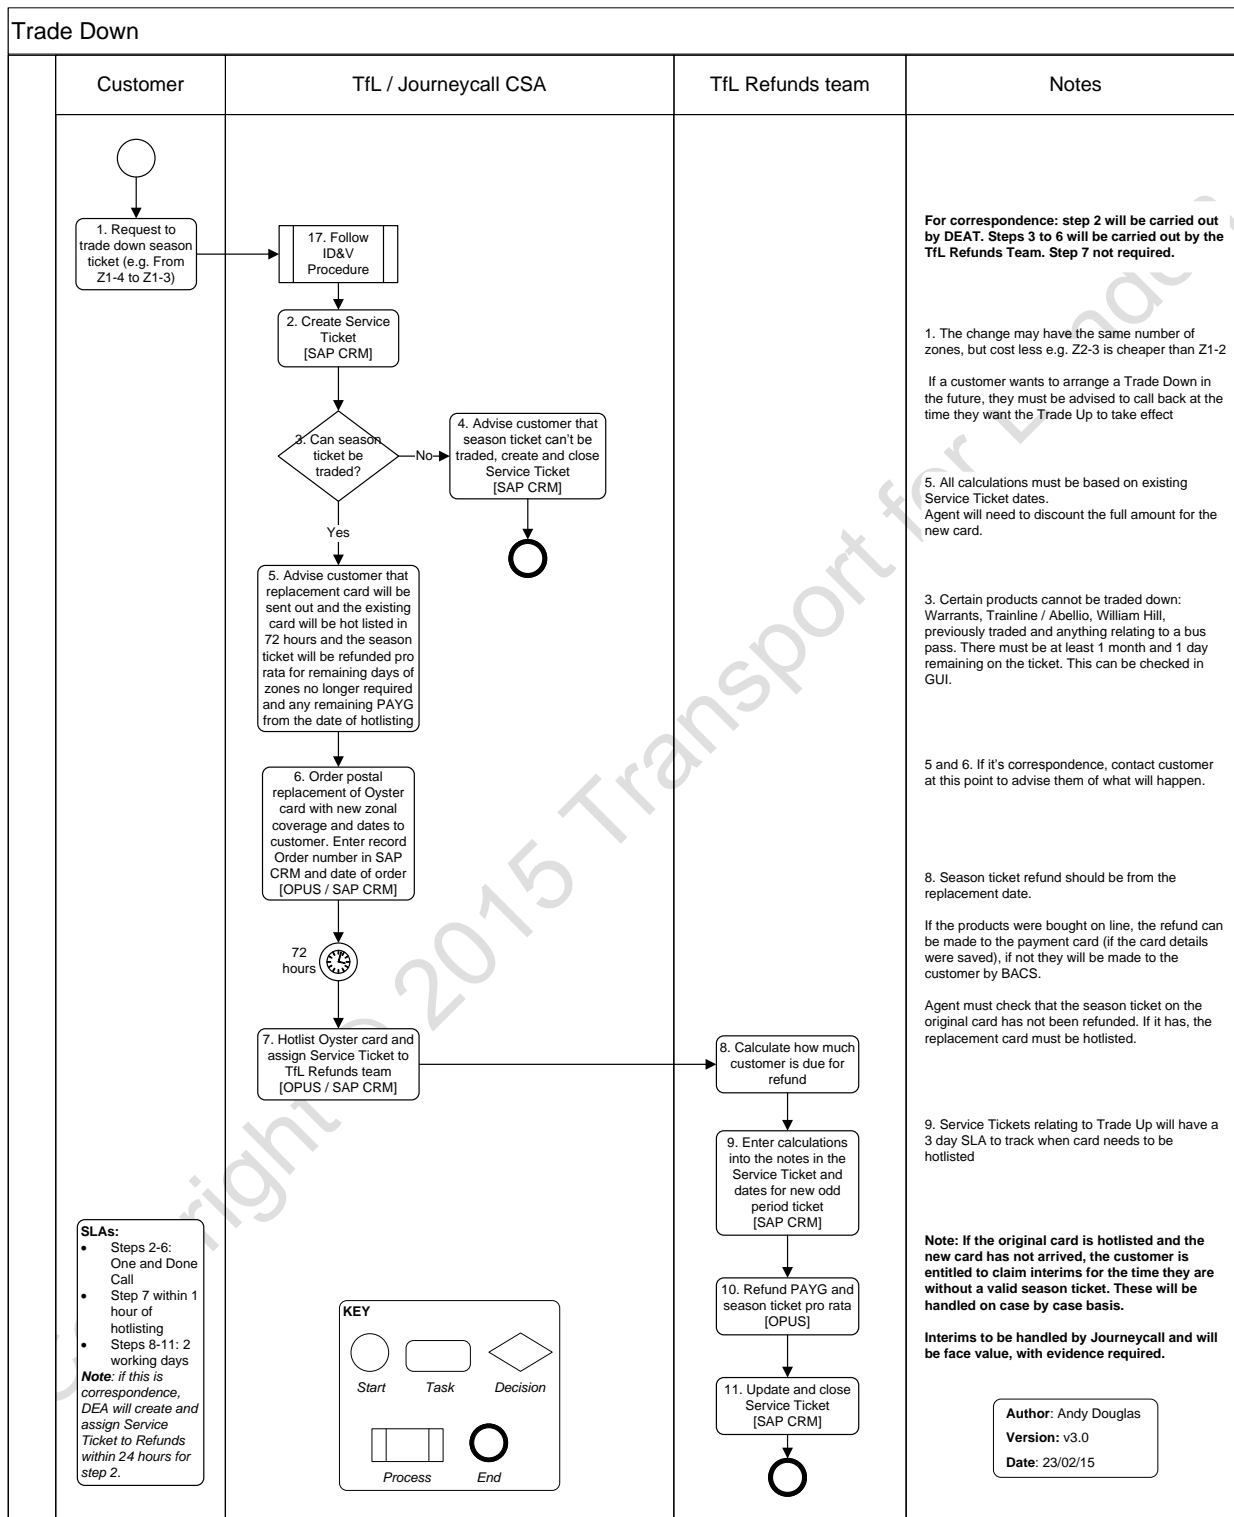 Trade Down
Customer
TfL / Journeycall CSA
TfL Refunds team
Notes
1. Request to
trade down season
ticket (e.g. From
Z1-4 to Z1-3)
17. Follow
ID&V
Procedure
2. Create Service
Ticket
[SAP CRM]
3. Can season
ticket be
traded?
No
4. Advise customer that
season ticket can't be
traded, create and close
Service Ticket
[SAP CRM]
Yes
5. Advise customer that
replacement card will be
sent out and the existing
card will be hot listed in
72 hours and the season
ticket will be refunded pro
rata for remaining days of
zones no longer required
and any remaining PAYG
from the date of hotlisting
6. Order postal
replacement of Oyster
card with new zonal
coverage and dates to
customer. Enter record
Order number in SAP
CRM and date of order
[OPUS / SAP CRM]
72
hours
7. Hotlist Oyster card and
assign Service Ticket to
TfL Refunds team
[OPUS / SAP CRM]
8. Calculate how much
customer is due for
refund
9. Enter calculations
into the notes in the
Service Ticket and
dates for new odd
period ticket
[SAP CRM]
10. Refund PAYG and
season ticket pro rata
[OPUS]
11. Update and close
Service Ticket
[SAP CRM]
For correspondence: step 2 will be carried out
by DEAT. Steps 3 to 6 will be carried out by the
TfL Refunds Team. Step 7 not required.
1. The change may have the same number of
zones, but cost less e.g. Z2-3 is cheaper than Z1-2
If a customer wants to arrange a Trade Down in
the future, they must be advised to call back at the
time they want the Trade Up to take effect
5. All calculations must be based on existing
Service Ticket dates.
Agent will need to discount the full amount for the
new card.
3. Certain products cannot be traded down:
Warrants, Trainline / Abellio, William Hill,
previously traded and anything relating to a bus
pass. There must be at least 1 month and 1 day
remaining on the ticket. This can be checked in
GUI.
5 and 6. If it's correspondence, contact customer
at this point to advise them of what will happen.
8. Season ticket refund should be from the
replacement date.
If the products were bought on line, the refund can
be made to the payment card (if the card details
were saved), if not they will be made to the
customer by BACS.
Agent must check that the season ticket on the
original card has not been refunded. If it has, the
replacement card must be hotlisted.
9. Service Tickets relating to Trade Up will have a
3 day SLA to track when card needs to be
hotlisted
Note: If the original card is hotlisted and the
new card has not arrived, the customer is
entitled to claim interims for the time they are
without a valid season ticket. These will be
handled on case by case basis.
Interims to be handled by Journeycall and will
be face value, with evidence required.
SLAs:
• Steps 2-6:
One and Done
Call
• Step 7 within 1
hour of
hotlisting
• Steps 8-11: 2
working days
Note: if this is
correspondence,
DEA will create and
assign Service
Ticket to Refunds
within 24 hours for
step 2.
KEY
Start
Task
Decision
Process
End
Author: Andy Douglas
Version: v3.0
Date: 23/02/15
© 2015 Transport for